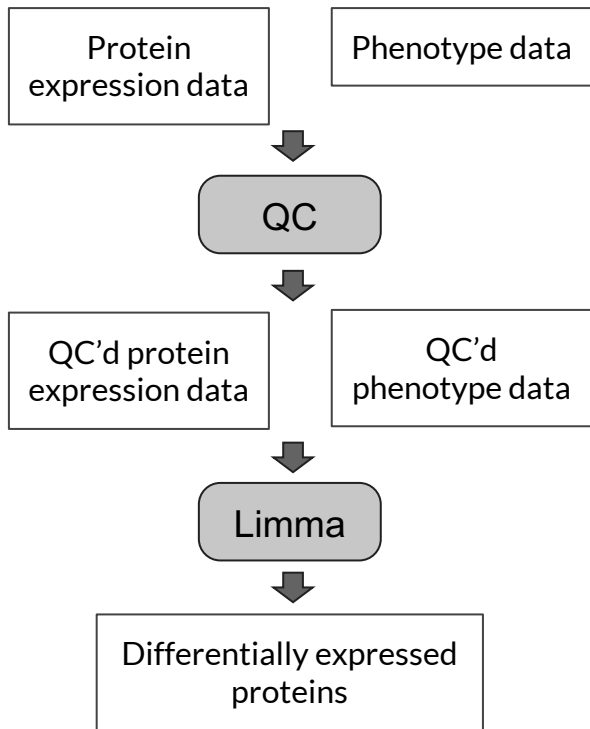 Protein
expression data
Phenotype data
QC
QC’d protein
expression data
QC’d
phenotype data
Limma
Differentially expressed
proteins